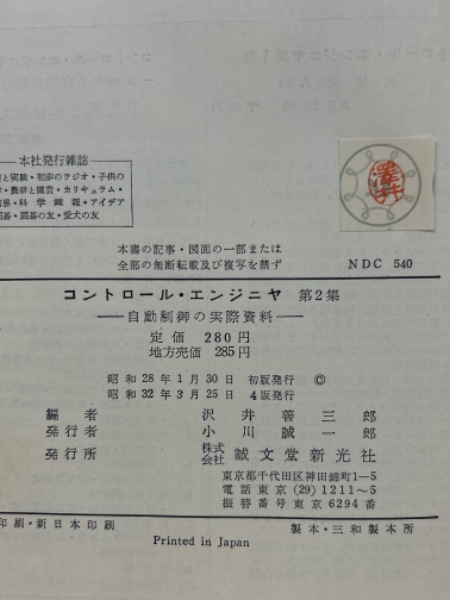 本社発行雑誌
と実験・初歩のラジオ・子供の
・農耕と園芸・カリキュラム・
界・科学画報・アイデア
碁・囲碁の友・愛犬の友
澤井
本書の記事・図面の一部または
全部の無断転載及び複写を禁ず
NDC 540
コントロール・エンジニヤ 第2集
自動制御の実際資料
定価 280円
地方売価 285円
昭和28年1月30日 初版発行 ©
昭和32年3月25日 4版発行
編者 沢井善三郎
発行者 小川誠一郎
発行所 株式会社 誠文堂新光社
東京都千代田区神田錦町1—5
電話東京(29)1211~5
振替番号東京6294番
印刷・新日本印刷 製本・三和製本所
Printed in Japan